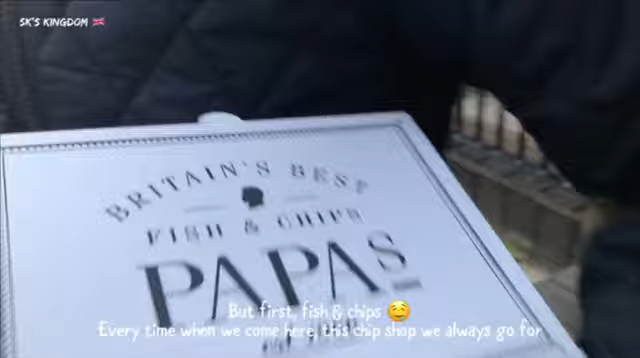 SK'S KINGDOM 🇬🇧
BRITAIN'S BEST
FISH & CHIPS
PAPAS
But first, fish & chips 😋
Every time when we come here, this chip shop we always go for